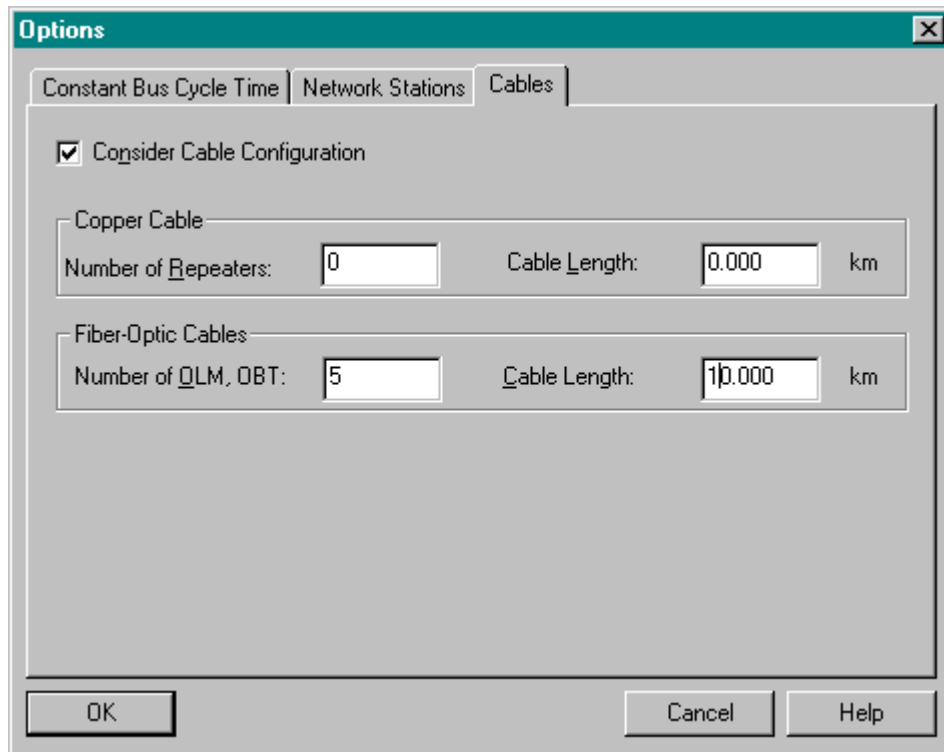 Options
Constant Bus Cycle Time Network Stations Cables
Consider Cable Configuration
Copper Cable
Number of Repeaters: 0 Cable Length: 0.000 km
Fiber-Optic Cables
Number of OLM, OBT: 5 Cable Length: 10.000 km
OK Cancel Help